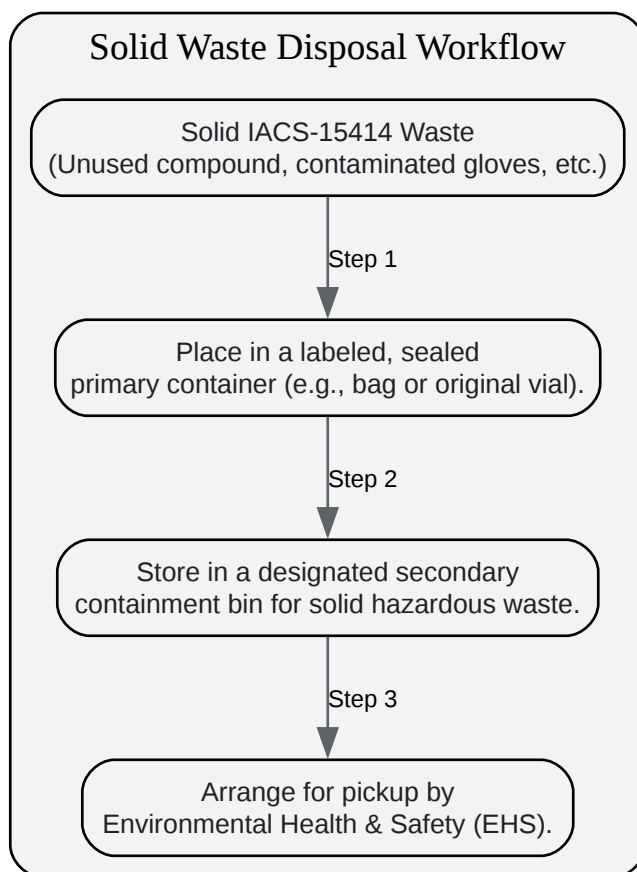 Solid Waste Disposal Workflow
Solid IACS-15414 Waste
(Unused compound, contaminated gloves, etc.)
Step 1
Place in a labeled, sealed
primary container (e.g., bag or original vial).
Step 2
Store in a designated secondary
containment bin for solid hazardous waste.
Step 3
Arrange for pickup by
Environmental Health & Safety (EHS).